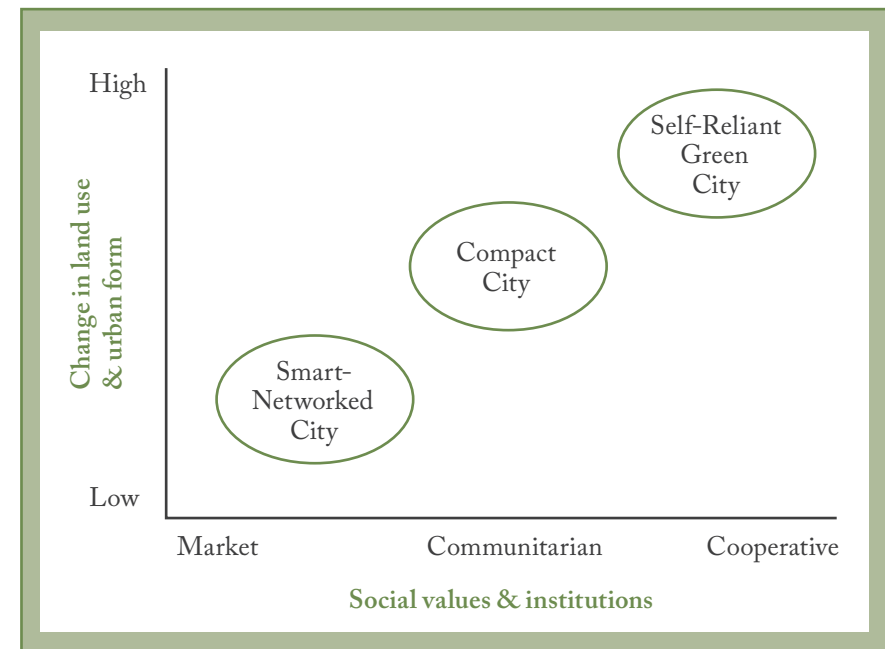 High
Self-Reliant
Green
City
Compact
City
Change in land use
& urban form
Smart-
Networked
City
Low
Market Communitarian Cooperative
Social values & institutions